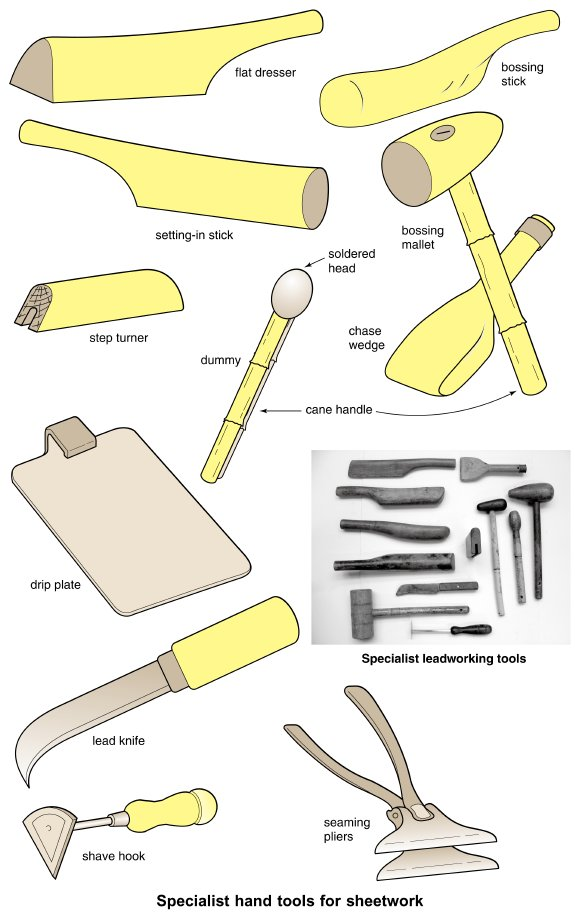 flat dresser
bossing
stick
setting-in stick
bossing
mallet
soldered
head
step turner
chase
wedge
dummy
cane handle
drip plate
Specialist leadworking tools
lead knife
seaming
pliers
shave hook
Specialist hand tools for sheetwork